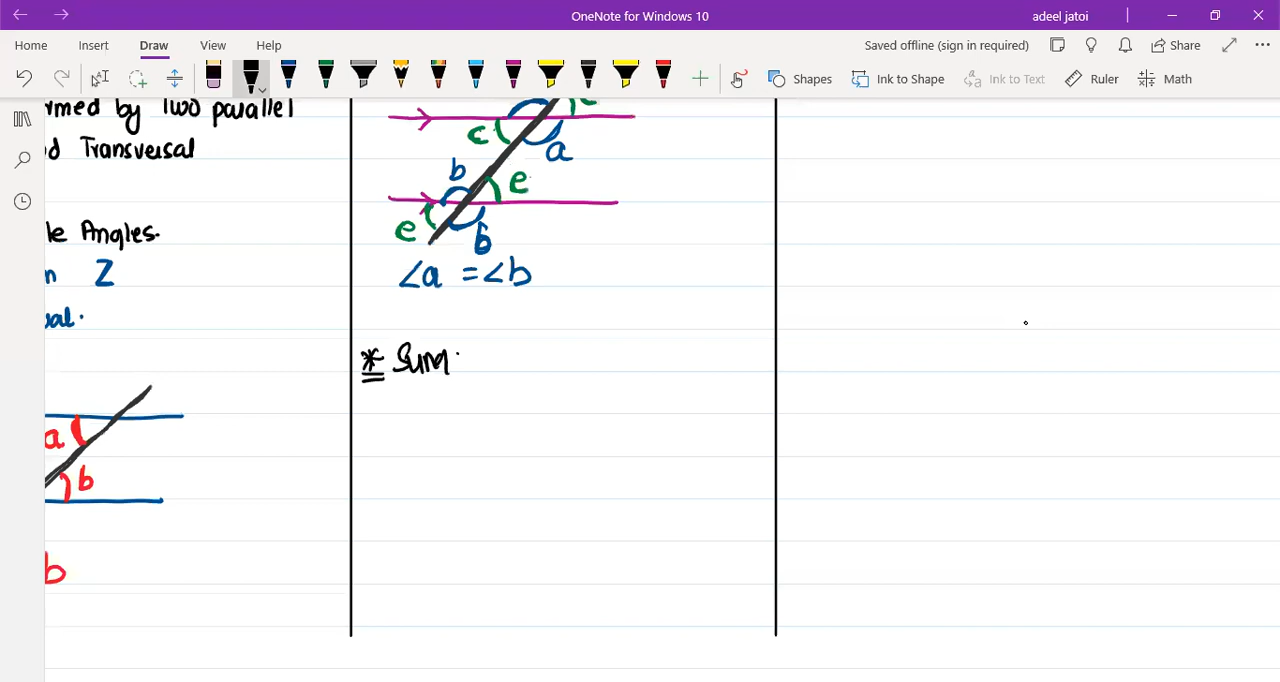 OneNote for Windows 10
adeel jatoi
Home Insert Draw View Help
Saved offline (sign in required)
Share
Shapes
Ink to Shape
Ink to Text
Ruler
Math
rmed by Two parallel
d Transversal
le Angles.
n Z
al.
a
b
b
c
a
b
e
e
b
∠a = ∠b
* Sum